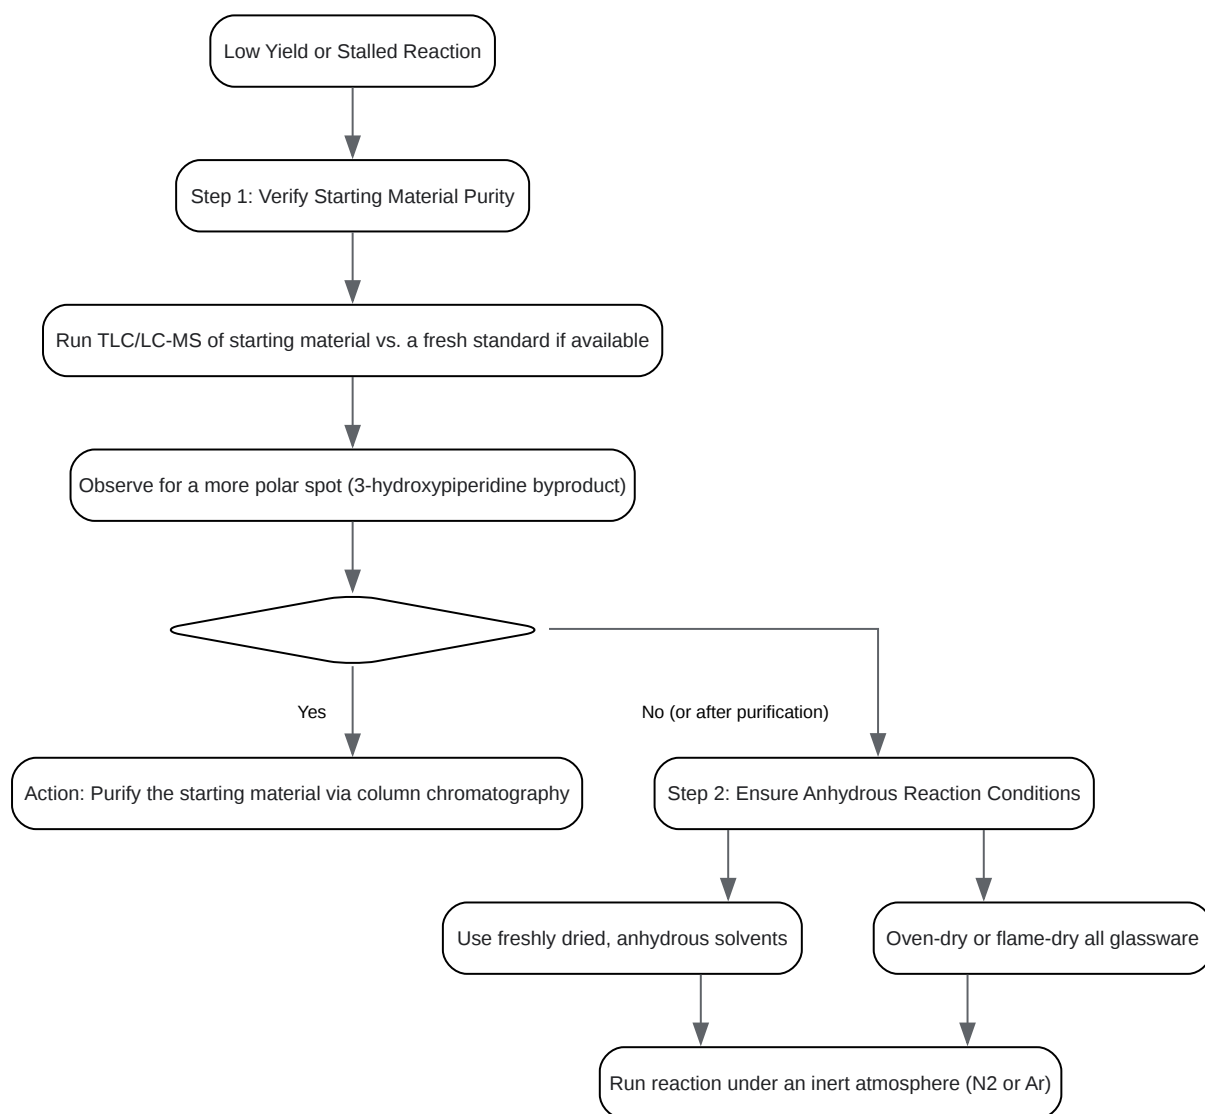 Low Yield or Stalled Reaction
Step 1: Verify Starting Material Purity
Run TLC/LC-MS of starting material vs. a fresh standard if available
Observe for a more polar spot (3-hydroxypiperidine byproduct)
Yes
No (or after purification)
Action: Purify the starting material via column chromatography
Step 2: Ensure Anhydrous Reaction Conditions
Use freshly dried, anhydrous solvents
Oven-dry or flame-dry all glassware
Run reaction under an inert atmosphere (N2 or Ar)